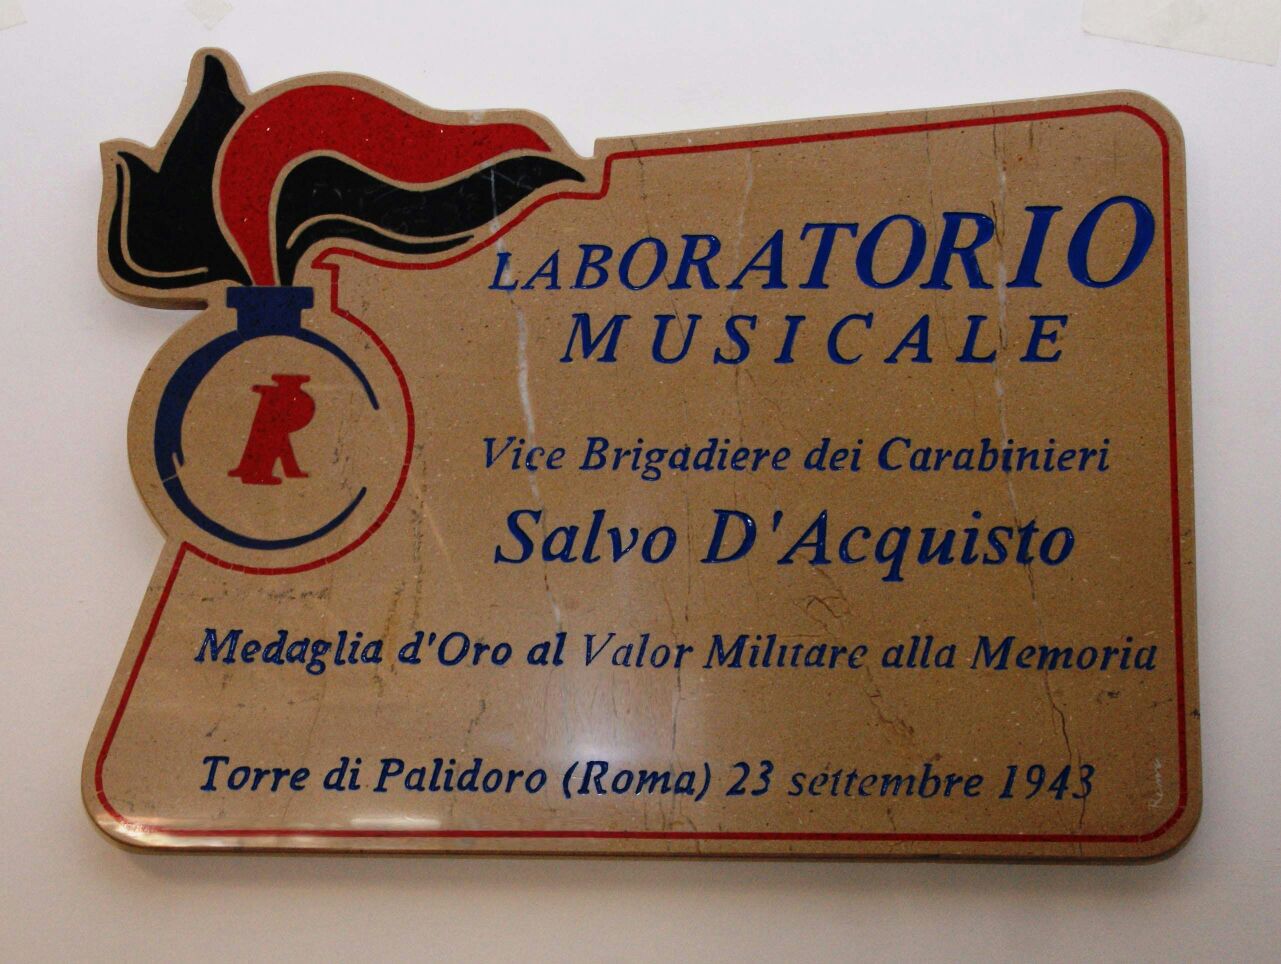 LABORATORIO
MUSICALE
Vice Brigadiere dei Carabinieri
Salvo D'Acquisto
Medaglia d'Oro al Valor Militare alla Memoria
Torre di Palidoro (Roma) 23 settembre 1943
R